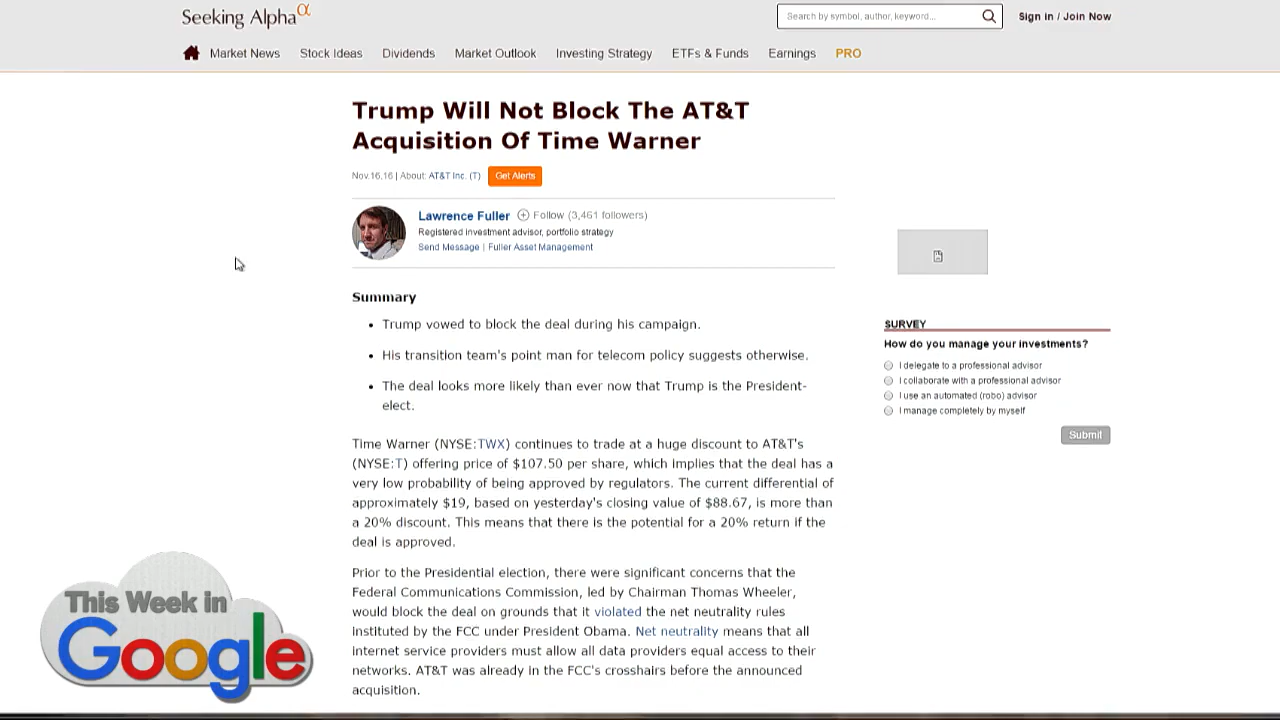 Seeking Alpha α
Search by symbol, author, keyword...
Sign in / Join Now
Market News Stock Ideas Dividends Market Outlook Investing Strategy ETFs & Funds Earnings PRO
Trump Will Not Block The AT&T
Acquisition Of Time Warner
Nov.16.16 | About: AT&T Inc. (T) Get Alerts
Lawrence Fuller Follow (3,461 followers)
Registered investment advisor, portfolio strategy
Send Message | Fuller Asset Management
Summary
• Trump vowed to block the deal during his campaign.
• His transition team's point man for telecom policy suggests otherwise.
• The deal looks more likely than ever now that Trump is the President-
elect.
Time Warner (NYSE:TWX) continues to trade at a huge discount to AT&T's
(NYSE:T) offering price of $107.50 per share, which implies that the deal has a
very low probability of being approved by regulators. The current differential of
approximately $19, based on yesterday's closing value of $88.67, is more than
a 20% discount. This means that there is the potential for a 20% return if the
deal is approved.
Prior to the Presidential election, there were significant concerns that the
Federal Communications Commission, led by Chairman Thomas Wheeler,
would block the deal on grounds that it violated the net neutrality rules
instituted by the FCC under President Obama. Net neutrality means that all
internet service providers must allow all data providers equal access to their
networks. AT&T was already in the FCC's crosshairs before the announced
acquisition.
SURVEY
How do you manage your investments?
I delegate to a professional advisor
I collaborate with a professional advisor
I use an automated (robo) advisor
I manage completely by myself
Submit
This Week in
Google